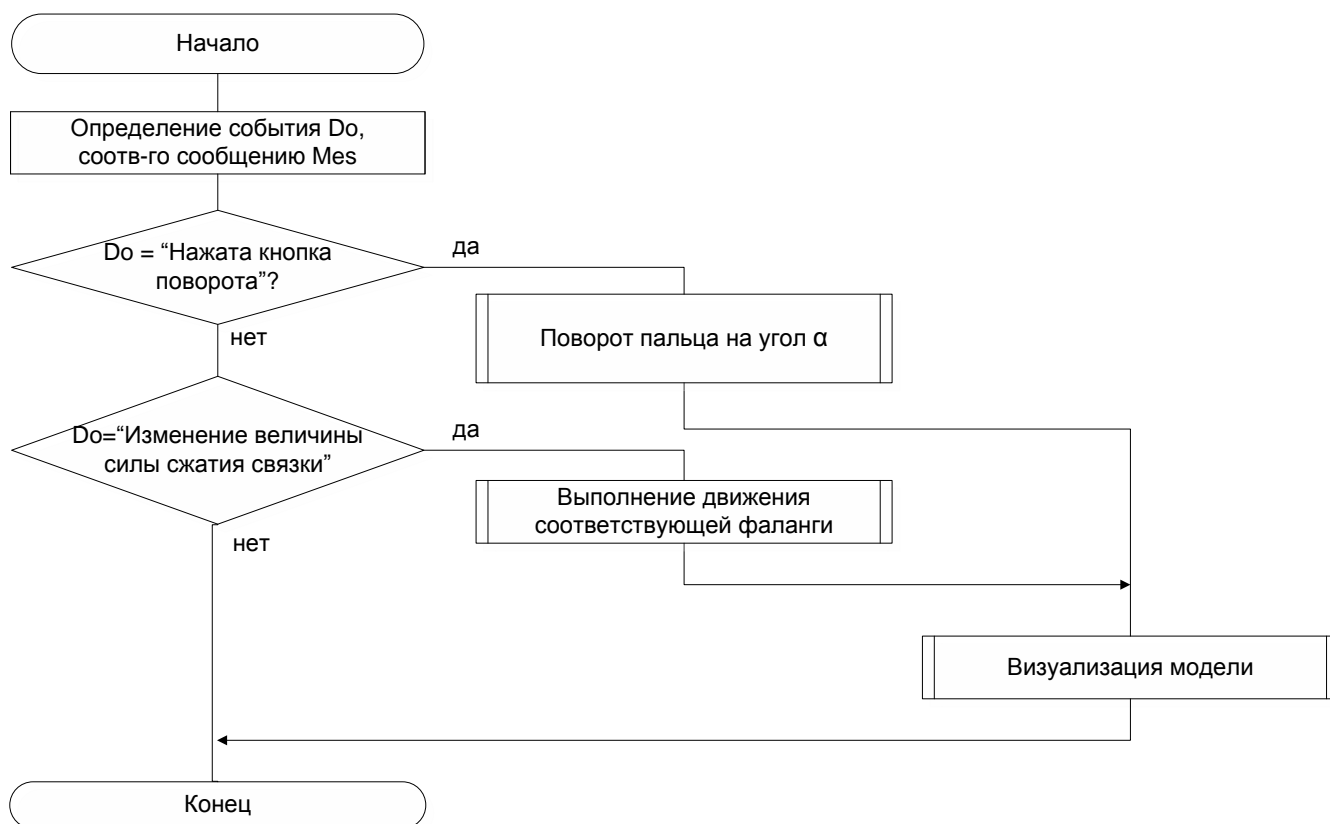 Начало
Определение события Do,
соотв-го сообщению Mes
Do = “Нажата кнопка
поворота”?
да
Поворот пальца на угол α
нет
Do=“Изменение величины
силы сжатия связки”
да
Выполнение движения
соответствующей фаланги
нет
Визуализация модели
Конец